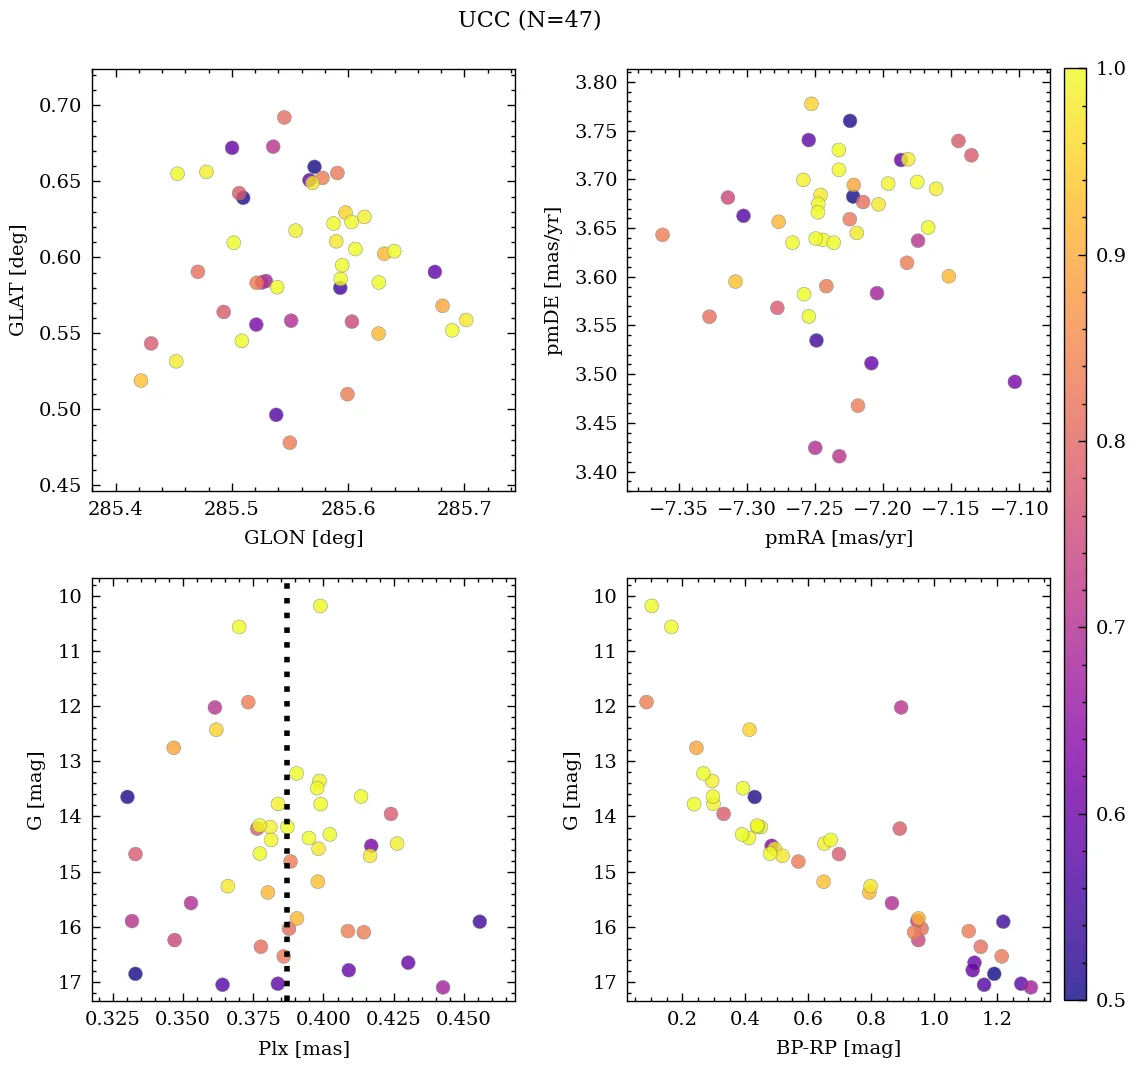 UCC (N=47)
0.70
0.65
0.60
0.55
0.50
0.45
GLAT [deg]
285.4 285.5 285.6 285.7
GLON [deg]
3.80
3.75
3.70
3.65
3.60
3.55
3.50
3.45
3.40
pmDE [mas/yr]
−7.35 −7.30 −7.25 −7.20 −7.15 −7.10
pmRA [mas/yr]
10
11
12
13
14
15
16
17
G [mag]
0.325 0.350 0.375 0.400 0.425 0.450
Plx [mas]
10
11
12
13
14
15
16
17
G [mag]
0.2 0.4 0.6 0.8 1.0 1.2
BP-RP [mag]
1.0
0.9
0.8
0.7
0.6
0.5